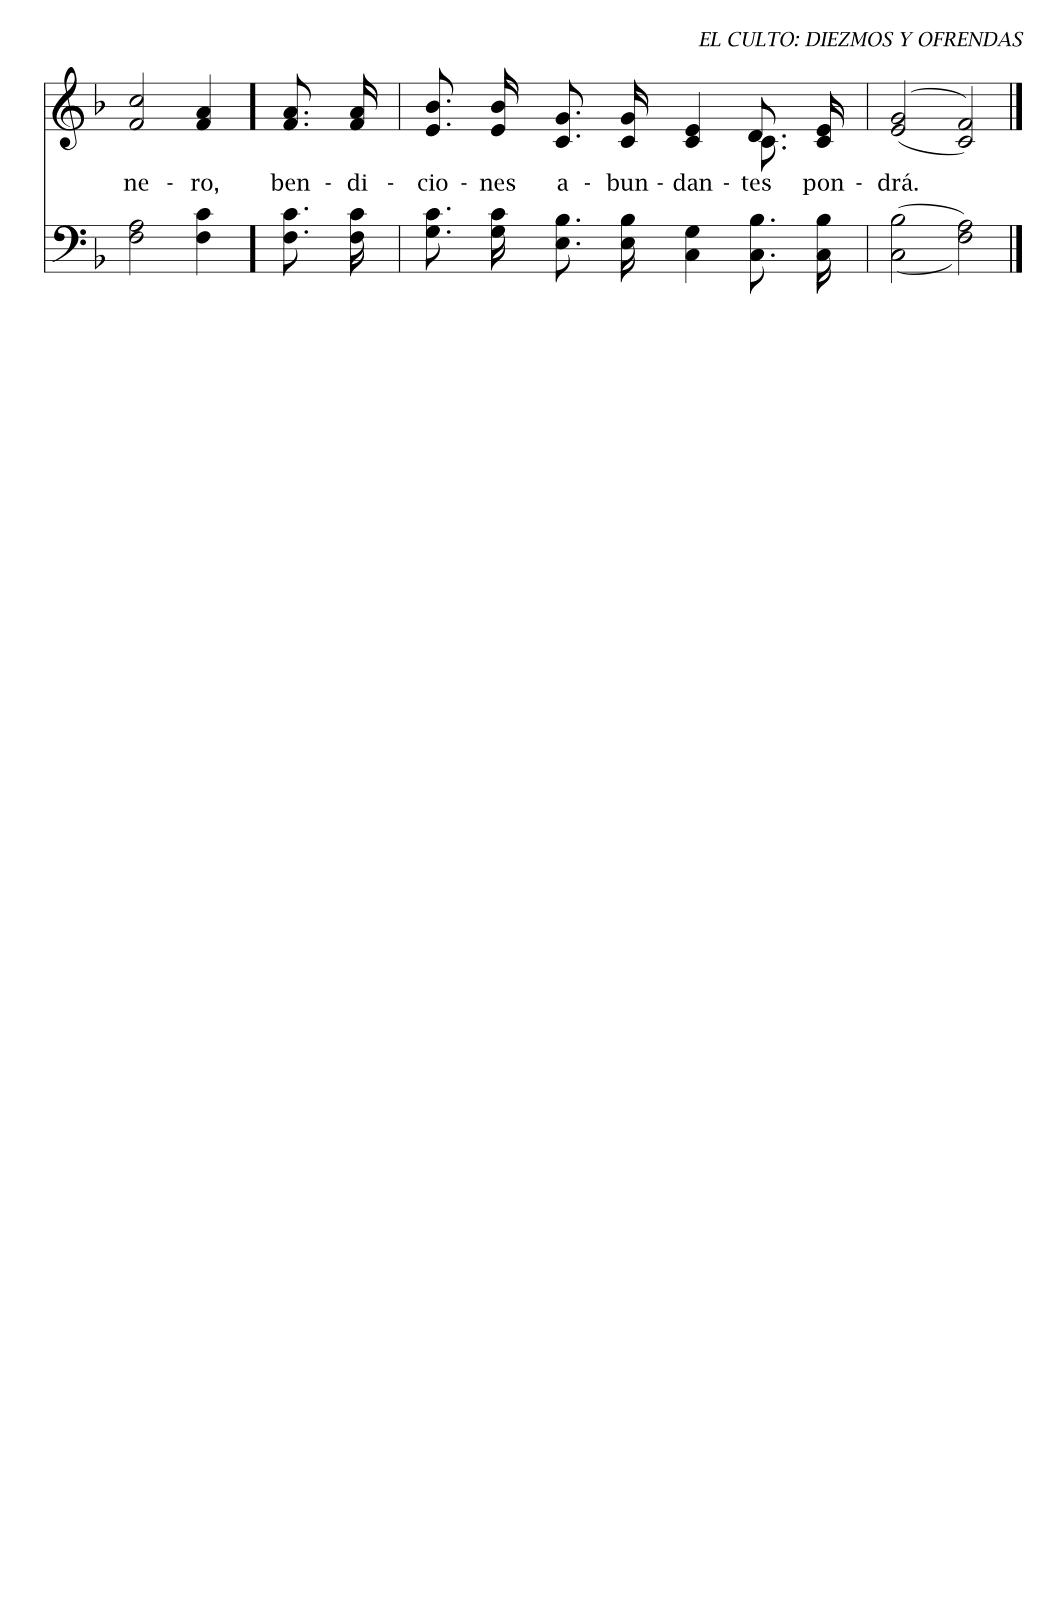 EL CULTO: DIEZMOS Y OFRENDAS
ne - ro, ben - di - cio - nes a - bun - dan - tes pon - drá.